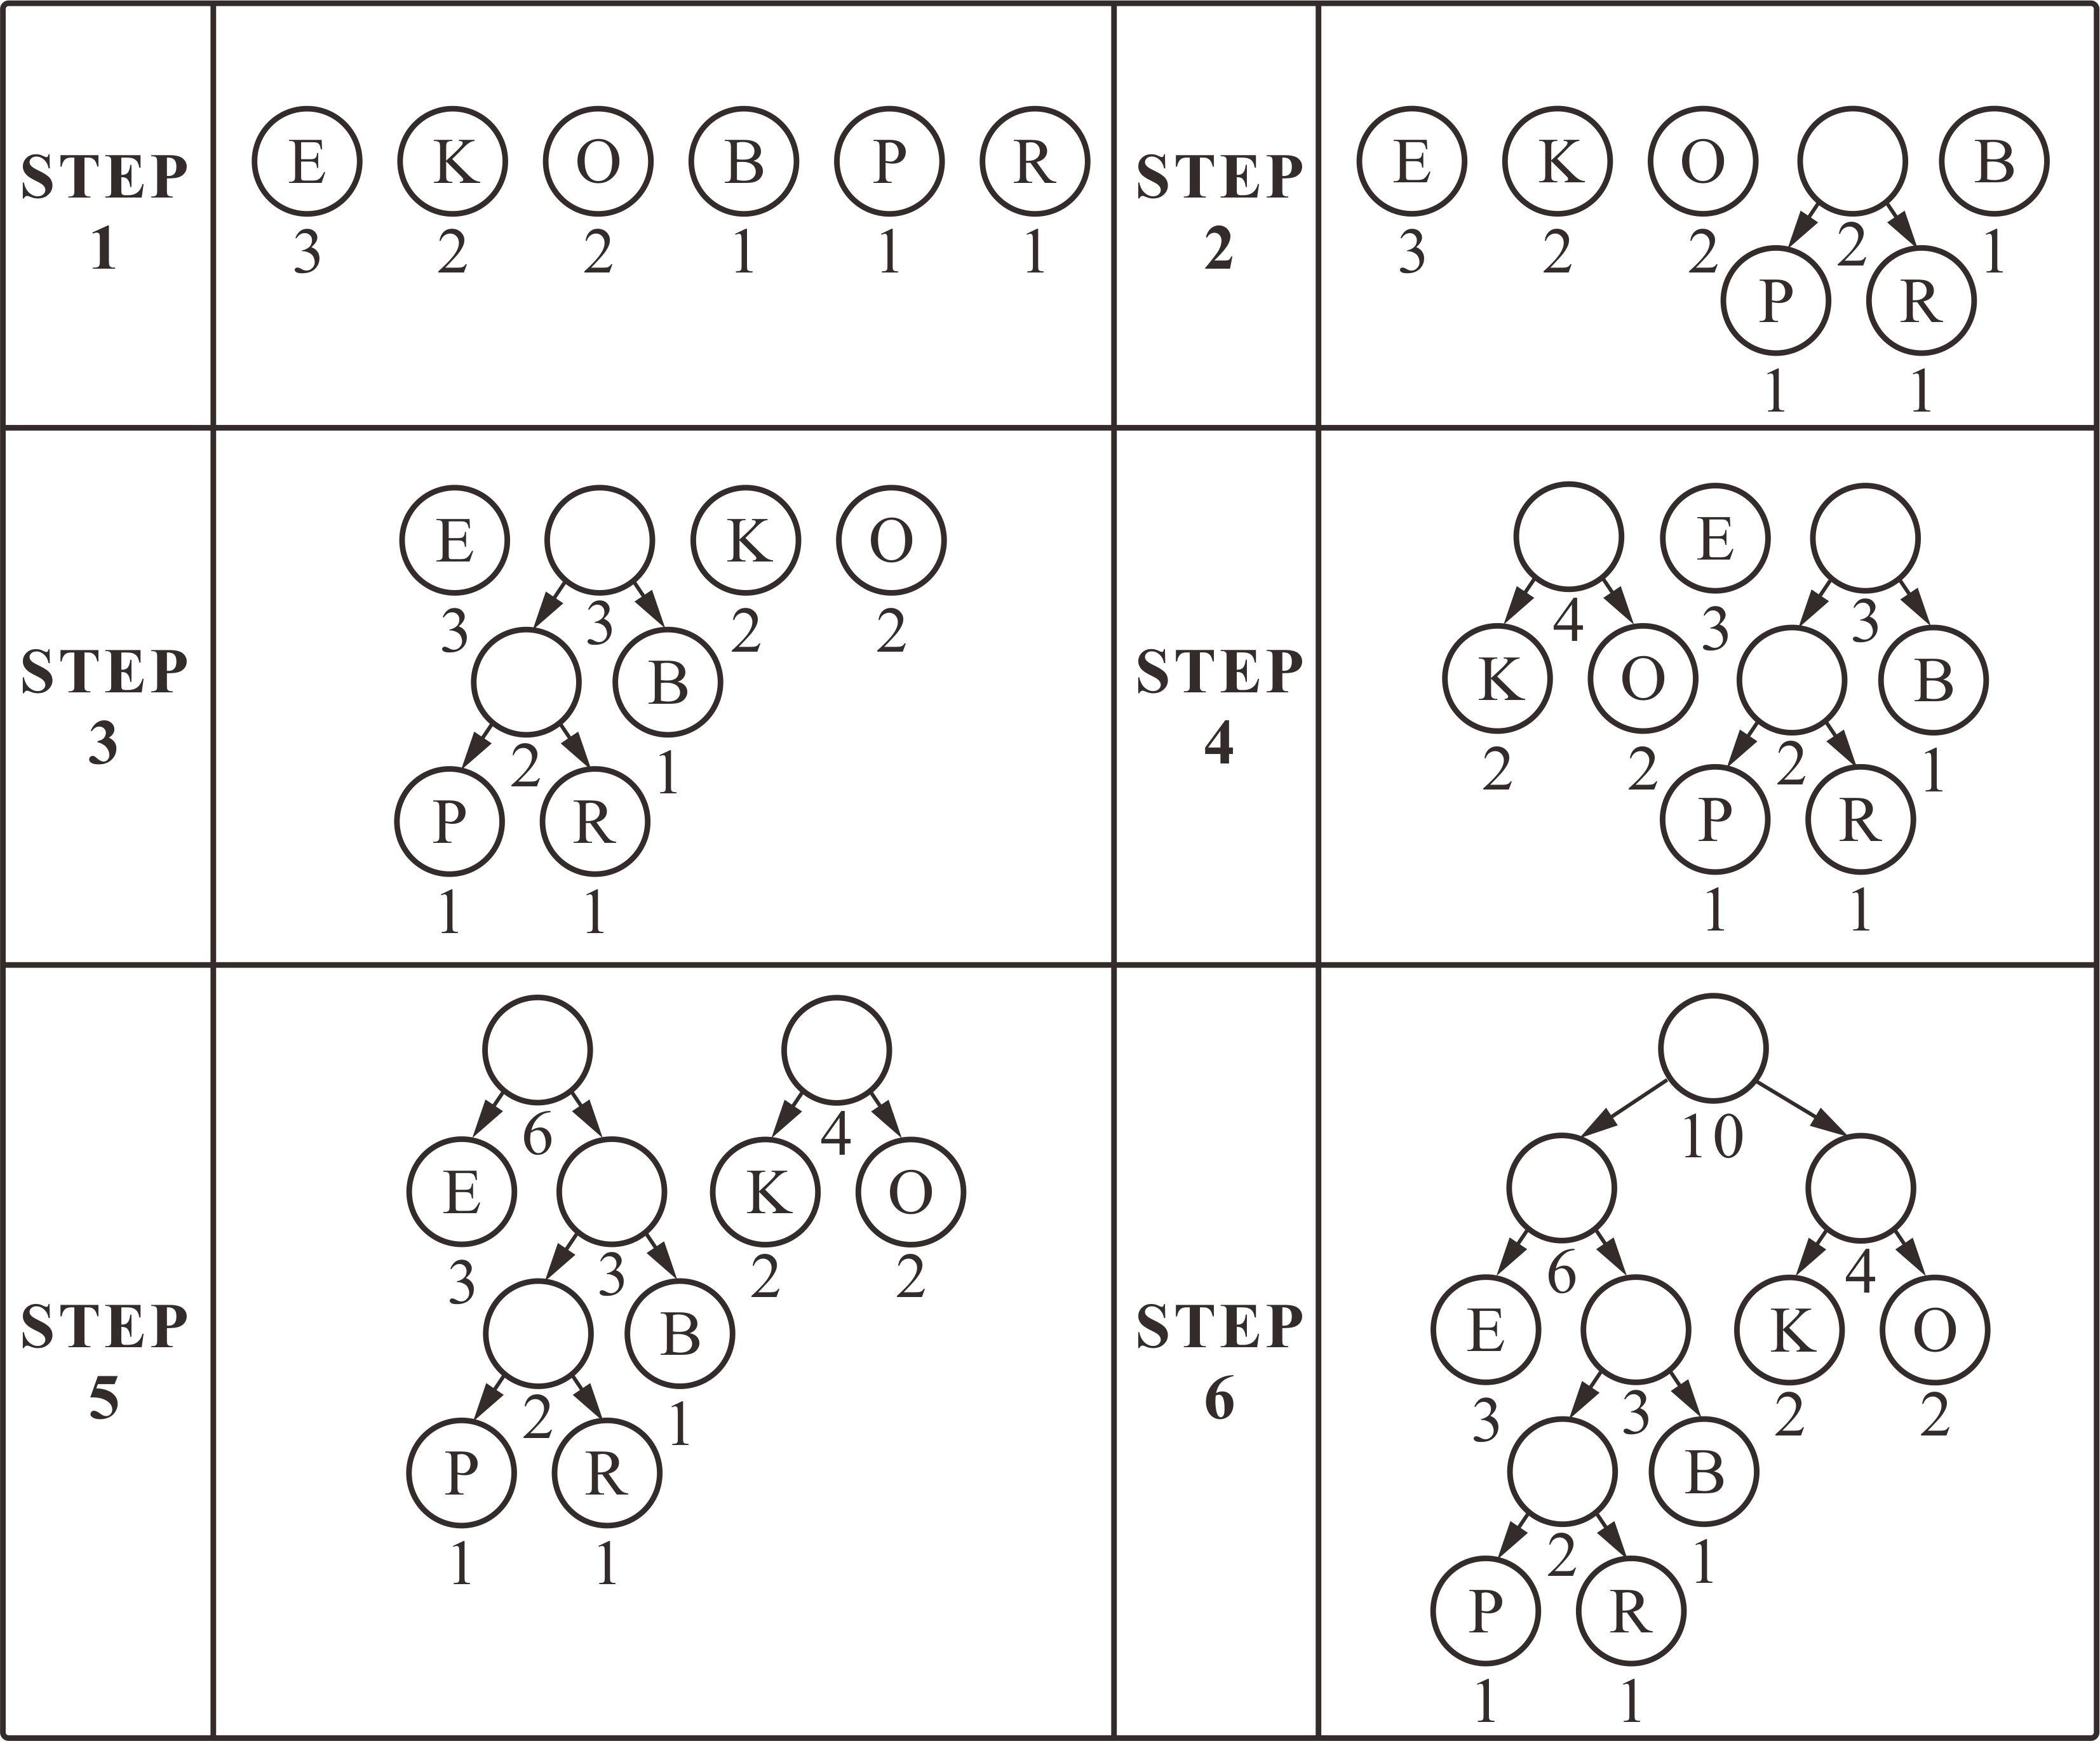 STEP 1
E K O B P R
3 2 2 1 1 1
STEP 2
E K O B
3 2 2 2 1
P R
1 1
STEP 3
E K O
3 3 2 2
B
2 1
P R
1 1
STEP 4
E
4 3 3
K O B
2 2 2 1
P R
1 1
STEP 5
6 4
E K O
3 3 2 2
B
2 1
P R
1 1
STEP 6
10
6 4
E K O
3 3 2 2
B
2 1
P R
1 1